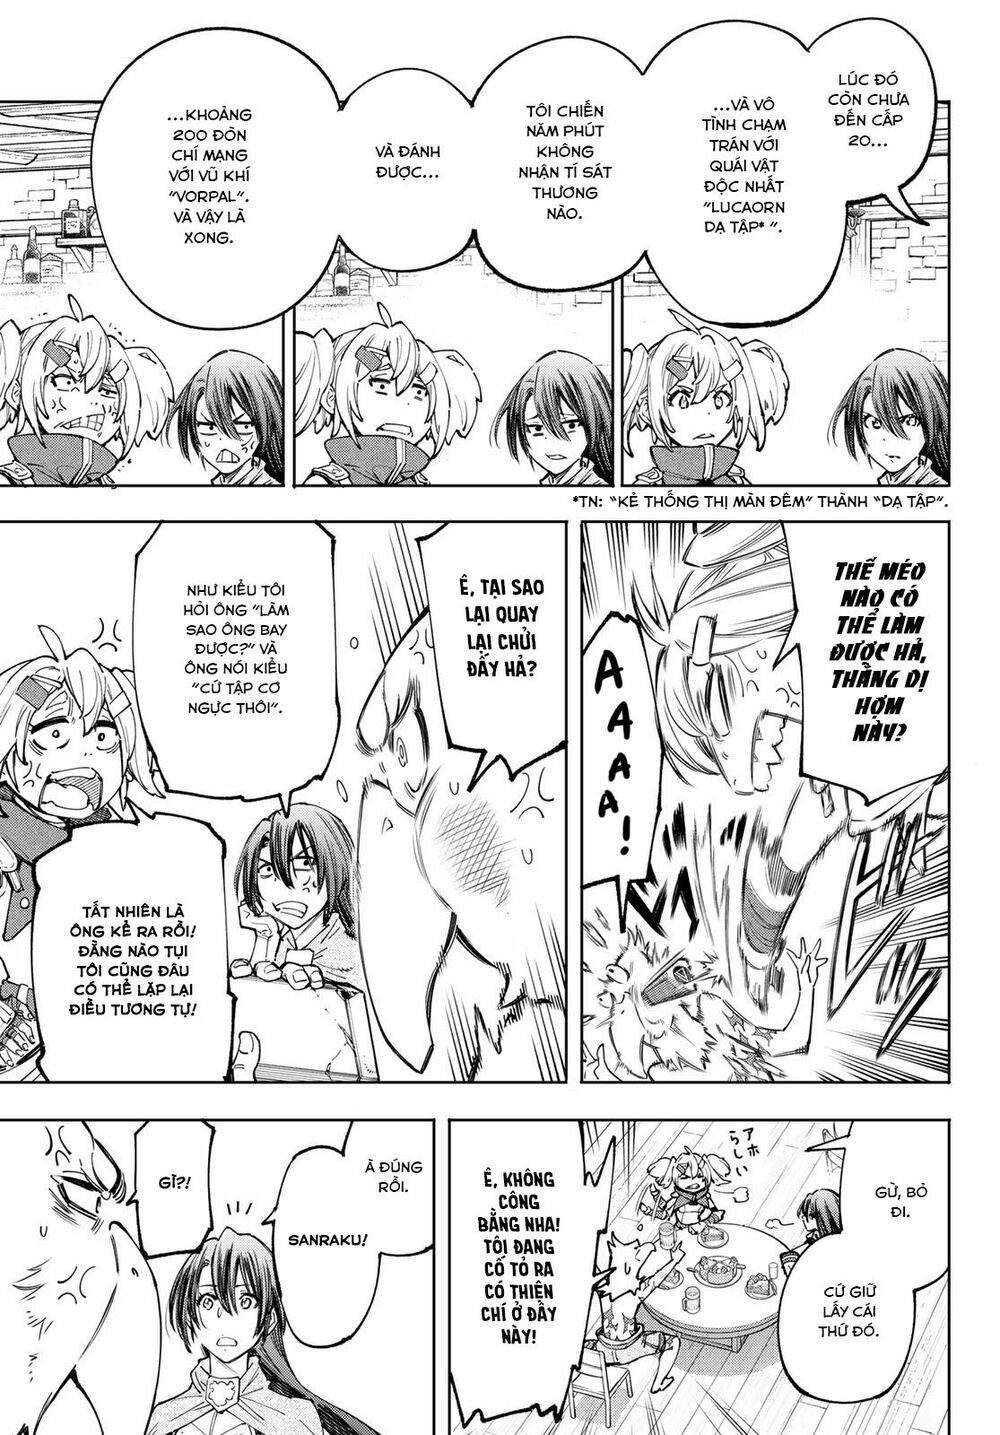 LÚC ĐÓ
CÒN CHƯA
ĐẾN CẤP
20...
...VÀ VÔ
TÌNH CHẠM
TRÁN VỚI
QUÁI VẬT
ĐỘC NHẤT
"LUCAORN
DẠ TẬP* ".
TÔI CHIẾN
NĂM PHÚT
KHÔNG
NHẬN TÍ SÁT
THƯƠNG
NÀO.
VÀ ĐÁNH
ĐƯỢC...
...KHOẢNG
200 ĐÒN
CHÍ MẠNG
VỚI VŨ KHÍ
"VORPAL".
VÀ VẬY LÀ
XONG.
*TN: "KẺ THỐNG THỊ MÀN ĐÊM" THÀNH "DẠ TẬP".
THẾ MÉO
NÀO CÓ
THỂ LÀM
ĐƯỢC HẢ,
THẰNG DỊ
HỢM
NÀY?
AAAA!
Ê, TẠI SAO
LẠI QUAY
LẠI CHỬI
ĐẤY HẢ?
NHƯ KIỂU TÔI
HỎI ÔNG "LÀM
SAO ÔNG BAY
ĐƯỢC?" VÀ
ÔNG NÓI KIỂU
"CỨ TẬP CƠ
NGỰC THÔI".
TẤT NHIÊN LÀ
ÔNG KỂ RA RỒI!
ĐẰNG NÀO TỤI
TÔI CŨNG ĐÂU
CÓ THỂ LẶP LẠI
ĐIỀU TƯƠNG TỰ!
GỪ, BỎ
ĐI.
CỨ GIỮ
LẤY CÁI
THỨ ĐÓ.
アホ
らしい
Ê, KHÔNG
CÔNG
BẰNG NHA!
TÔI ĐANG
CỐ TỎ RA
CÓ THIỆN
CHÍ Ở ĐÂY
NÀY!
À ĐÚNG
RỒI.
SANRAKU!
GÌ?!